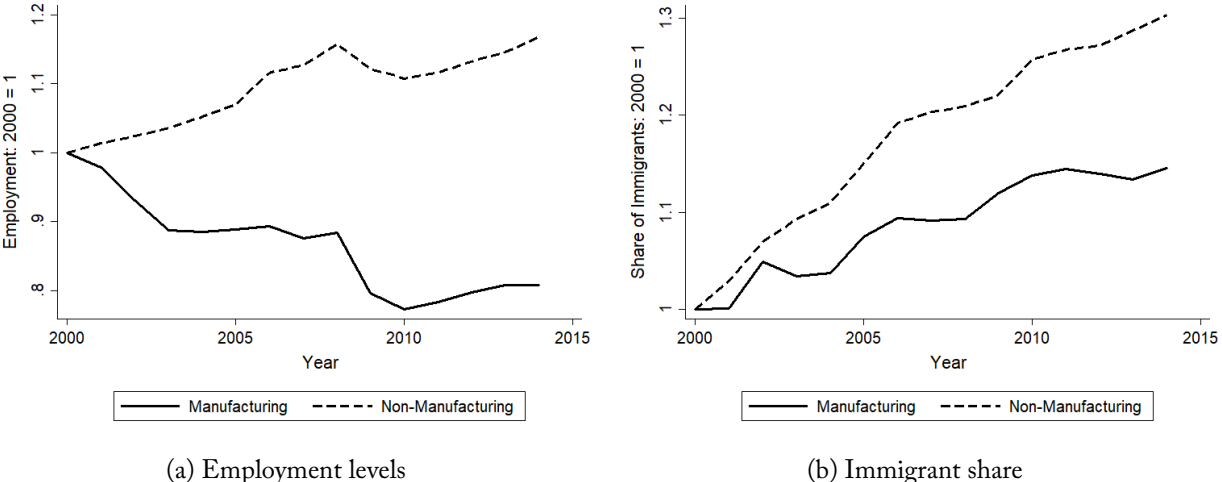 Employment: 2000 = 1
1.2
1.1
1
.9
.8
2000 2005 2010 2015
Year
Manufacturing Non-Manufacturing
(a) Employment levels
Share of Immigrants: 2000 = 1
1.3
1.2
1.1
1
2000 2005 2010 2015
Year
Manufacturing Non-Manufacturing
(b) Immigrant share